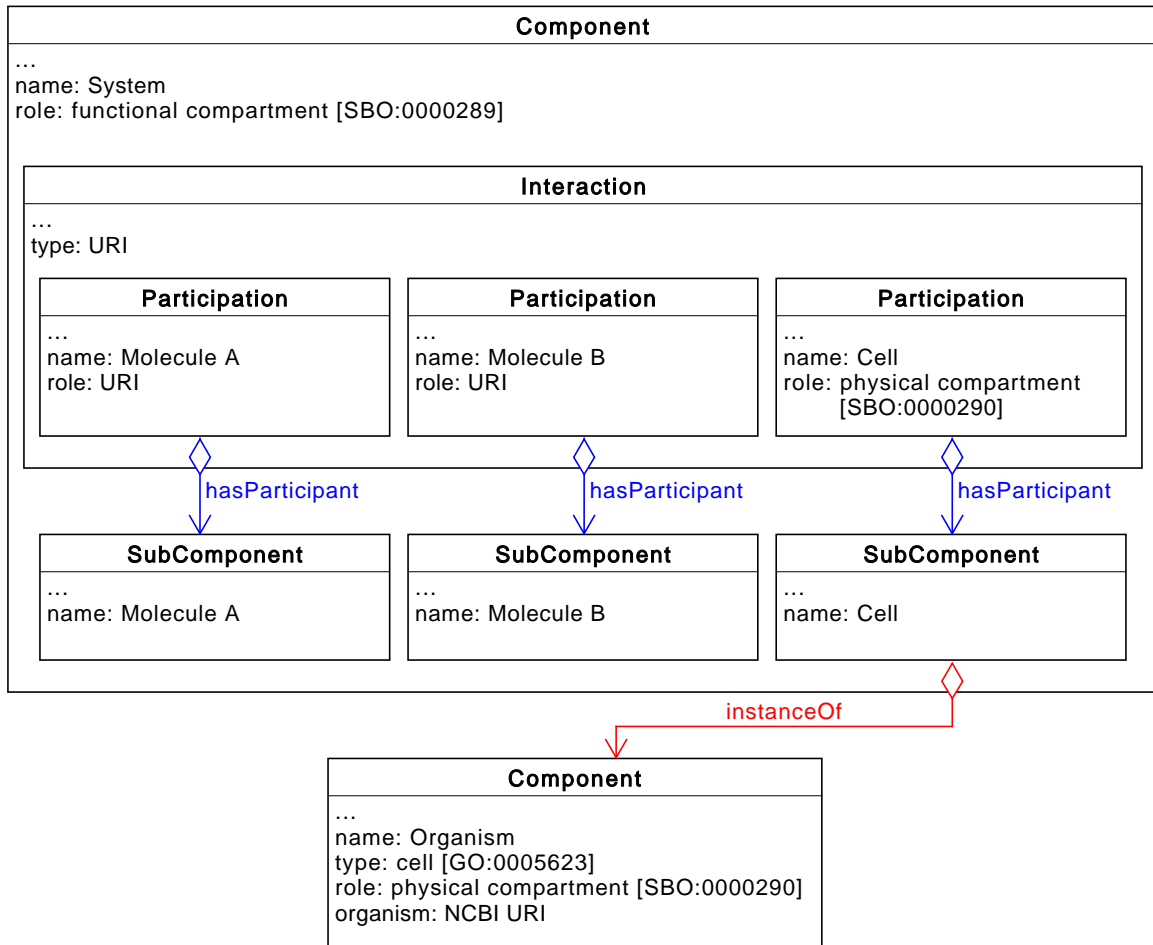 Component
...
name: System
role: functional compartment [SBO:0000289]
Interaction
...
type: URI
Participation
...
name: Molecule A
role: URI
Participation
...
name: Molecule B
role: URI
Participation
...
name: Cell
role: physical compartment
[SBO:0000290]
hasParticipant
hasParticipant
hasParticipant
SubComponent
...
name: Molecule A
SubComponent
...
name: Molecule B
SubComponent
...
name: Cell
instanceOf
Component
...
name: Organism
type: cell [GO:0005623]
role: physical compartment [SBO:0000290]
organism: NCBI URI